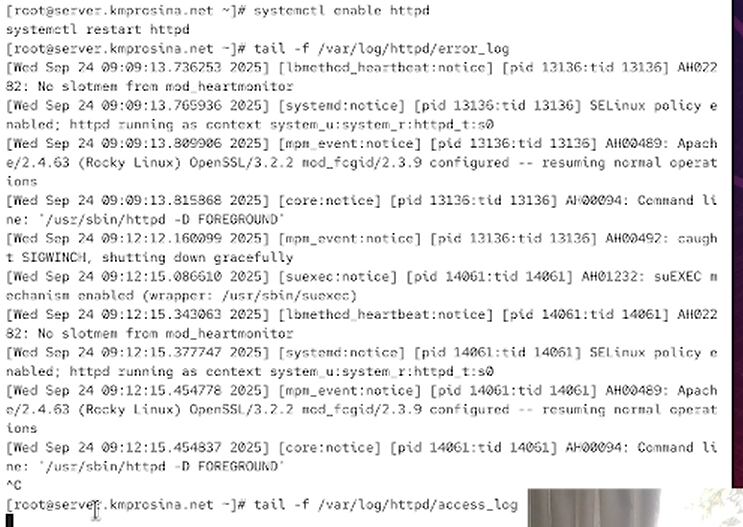 [root@server.kmprosina.net ~]# systemctl enable httpd
systemctl restart httpd
[root@server.kmprosina.net ~]# tail -f /var/log/httpd/error_log
[Wed Sep 24 09:09:13.736253 2025] [lbmethod_heartbeat:notice] [pid 13136:tid 13136] AH022
82: No slotmem from mod_heartmonitor
[Wed Sep 24 09:09:13.765936 2025] [systemd:notice] [pid 13136:tid 13136] SELinux policy e
nabled; httpd running as context system_u:system_r:httpd_t:s0
[Wed Sep 24 09:09:13.809906 2025] [mpm_event:notice] [pid 13136:tid 13136] AH00489: Apach
e/2.4.63 (Rocky Linux) OpenSSL/3.2.2 mod_fcgid/2.3.9 configured -- resuming normal operat
ions
[Wed Sep 24 09:09:13.815868 2025] [core:notice] [pid 13136:tid 13136] AH00094: Command li
ne: '/usr/sbin/httpd -D FOREGROUND'
[Wed Sep 24 09:12:12.160099 2025] [mpm_event:notice] [pid 13136:tid 13136] AH00492: caugh
t SIGWINCH, shutting down gracefully
[Wed Sep 24 09:12:15.086610 2025] [suexec:notice] [pid 14061:tid 14061] AH01232: suEXEC m
echanism enabled (wrapper: /usr/sbin/suexec)
[Wed Sep 24 09:12:15.343063 2025] [lbmethod_heartbeat:notice] [pid 14061:tid 14061] AH022
82: No slotmem from mod_heartmonitor
[Wed Sep 24 09:12:15.377747 2025] [systemd:notice] [pid 14061:tid 14061] SELinux policy e
nabled; httpd running as context system_u:system_r:httpd_t:s0
[Wed Sep 24 09:12:15.454778 2025] [mpm_event:notice] [pid 14061:tid 14061] AH00489: Apach
e/2.4.63 (Rocky Linux) OpenSSL/3.2.2 mod_fcgid/2.3.9 configured -- resuming normal operat
ions
[Wed Sep 24 09:12:15.454837 2025] [core:notice] [pid 14061:tid 14061] AH00094: Command li
ne: '/usr/sbin/httpd -D FOREGROUND'
^C
[root@server.kmprosina.net ~]# tail -f /var/log/httpd/access_log